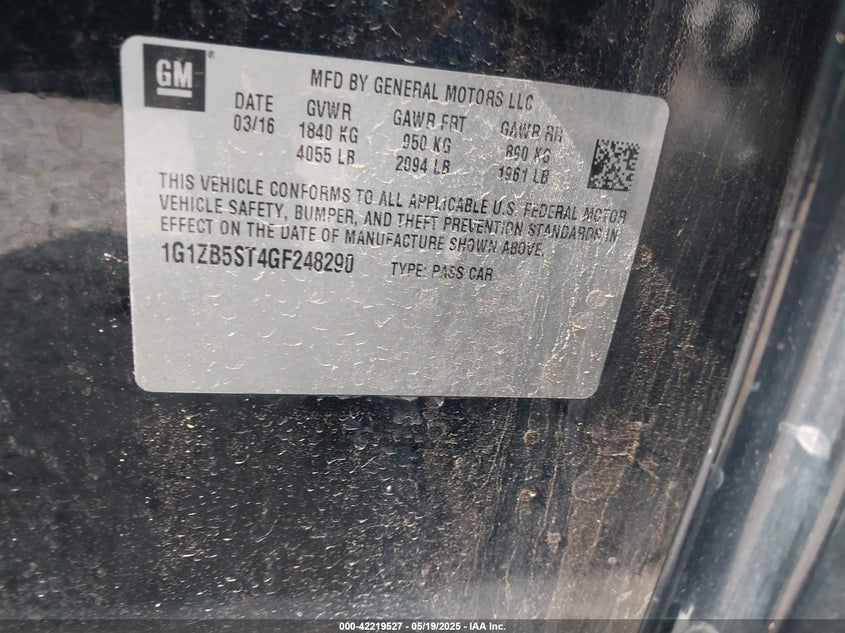 GM®
MFD BY GENERAL MOTORS LLC
DATE GVWR GAWR FRT GAWR RR
03/16 1840 KG 950 KG 890 KG
4055 LB 2094 LB 1961 LB
THIS VEHICLE CONFORMS TO ALL APPLICABLE U.S. FEDERAL MOTOR
VEHICLE SAFETY, BUMPER, AND THEFT PREVENTION STANDARDS IN
EFFECT ON THE DATE OF MANUFACTURE SHOWN ABOVE.
1G1ZB5ST4GF248290 TYPE: PASS CAR
000-42219527 - 05/19/2025 - IAA Inc.